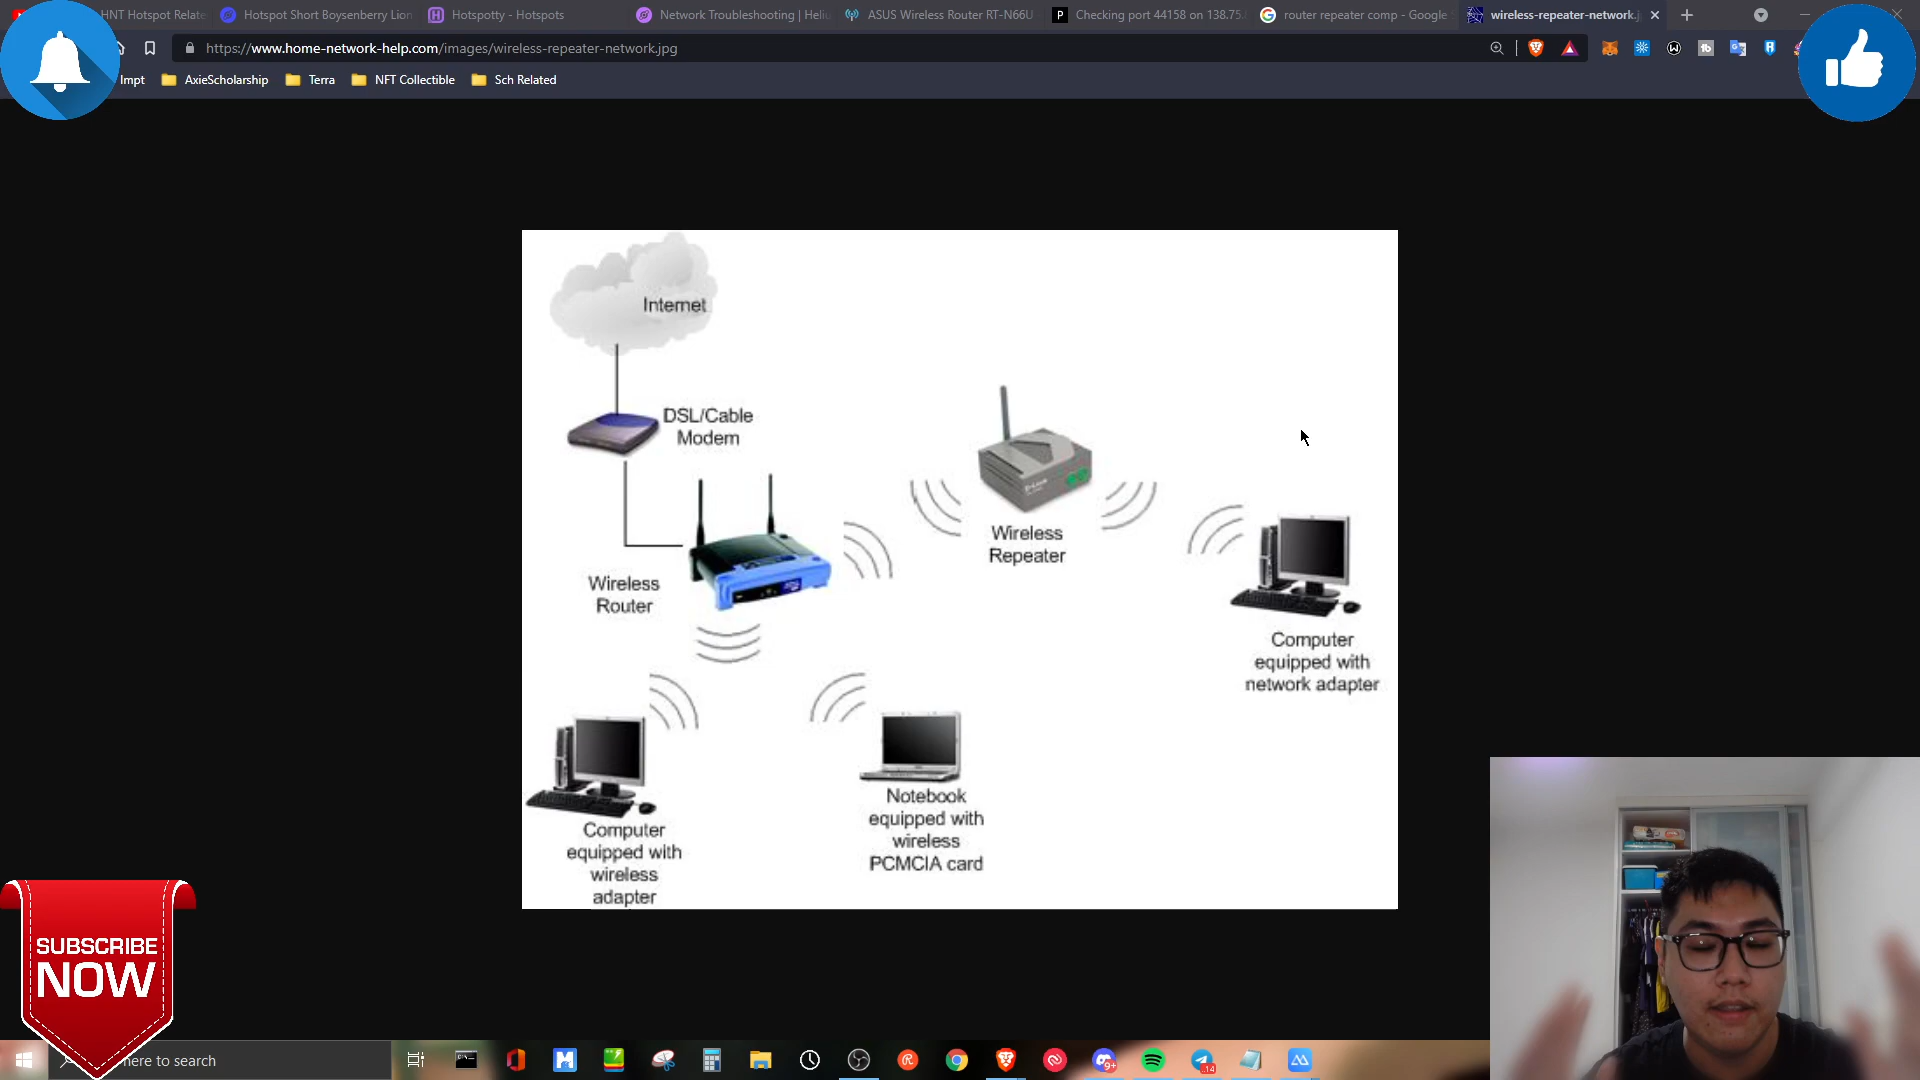 HNT Hotspot Relate
Hotspot Short Boysenberry Lion
Hotspotty - Hotspots
Network Troubleshooting | Heliu
ASUS Wireless Router RT-N66U
Checking port 44158 on 138.75.
router repeater comp - Google
wireless-repeater-network.j
https://www.home-network-help.com/images/wireless-repeater-network.jpg
Impt
AxieScholarship
Terra
NFT Collectible
Sch Related
Internet
DSL/Cable
Modem
Wireless
Repeater
Wireless
Router
Computer
equipped with
network adapter
Notebook
equipped with
wireless
PCMCIA card
Computer
equipped with
wireless
adapter
SUBSCRIBE
NOW
here to search